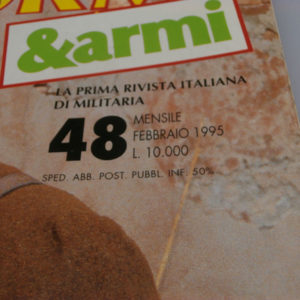 &armi
LA PRIMA RIVISTA ITALIANA
DI MILITARIA
48
MENSILE
FEBBRAIO 1995
L. 10.000
SPED. ABB. POST. PUBBL. INF. 50%